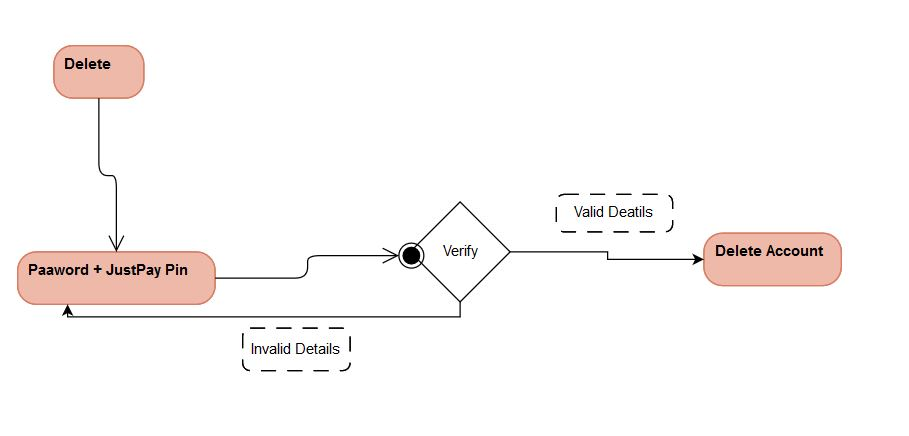 Delete
Valid Deatils
Verify
Delete Account
Paaword + JustPay Pin
Invalid Details